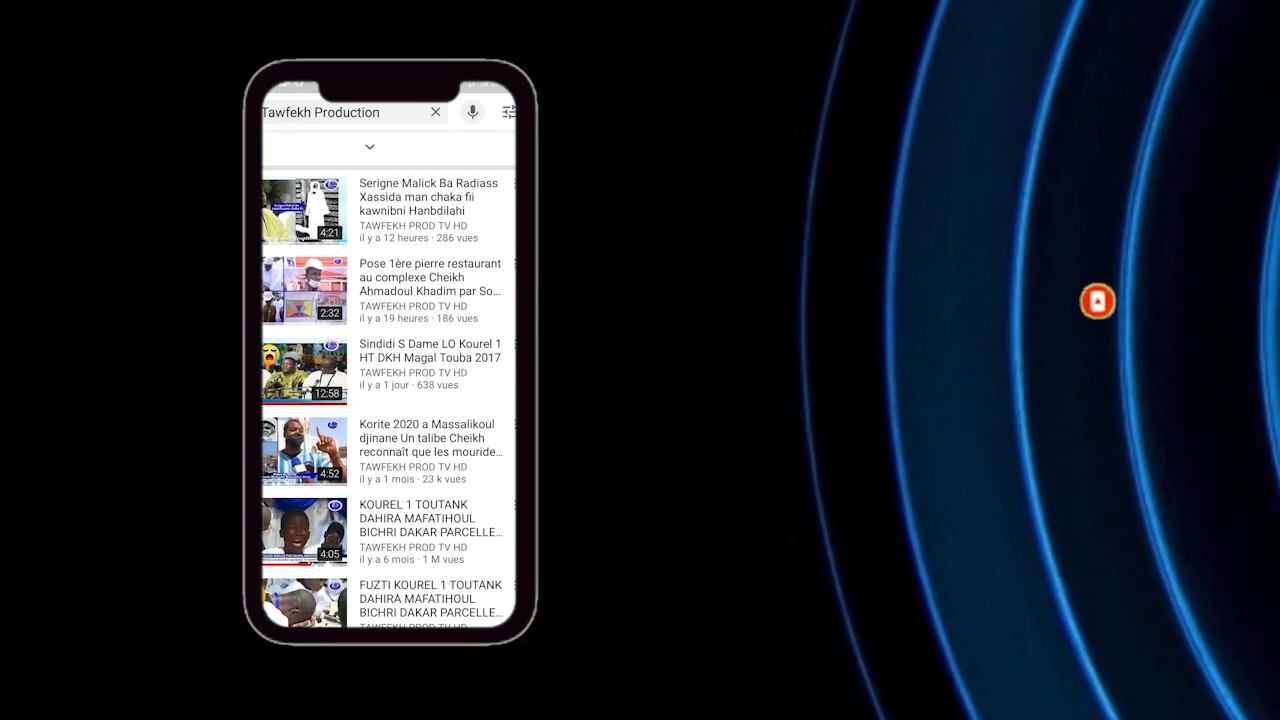 Tawfekh Production
Serigne Malick Ba Radiass
Xassida man chaka fii
kawnibni Hanbdilahi
TAWFEKH PROD TV HD
il y a 12 heures · 286 vues
4:21
Pose 1ère pierre restaurant
au complexe Cheikh
Ahmadoul Khadim par So...
TAWFEKH PROD TV HD
il y a 19 heures · 186 vues
2:32
Sindidi S Dame LO Kourel 1
HT DKH Magal Touba 2017
TAWFEKH PROD TV HD
il y a 1 jour · 638 vues
12:58
Korite 2020 a Massalikoul
djinane Un talibe Cheikh
reconnaît que les mouride...
TAWFEKH PROD TV HD
il y a 1 mois · 23 k vues
4:52
KOUREL 1 TOUTANK
DAHIRA MAFATIHOUL
BICHRI DAKAR PARCELLE...
TAWFEKH PROD TV HD
il y a 6 mois · 1 M vues
4:05
FUZTI KOUREL 1 TOUTANK
DAHIRA MAFATIHOUL
BICHRI DAKAR PARCELLE...
TAWFEKH PROD TV HD